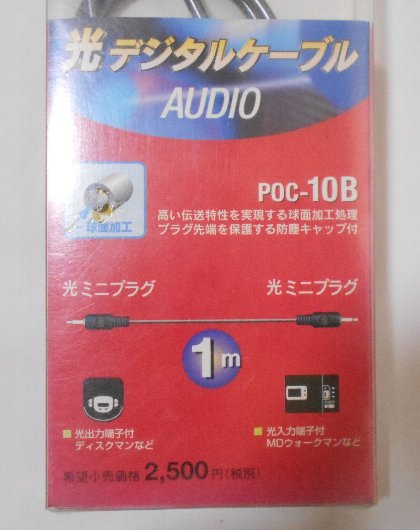 光デジタルケーブル
AUDIO
球面加工
POC-10B
高い伝送特性を実現する球面加工処理
プラグ先端を保護する防塵キャップ付
光ミニプラグ
光ミニプラグ
1m
■光出力端子付
ディスクマンなど
■光入力端子付
MDウォークマンなど
希望小売価格2,500円(税別)